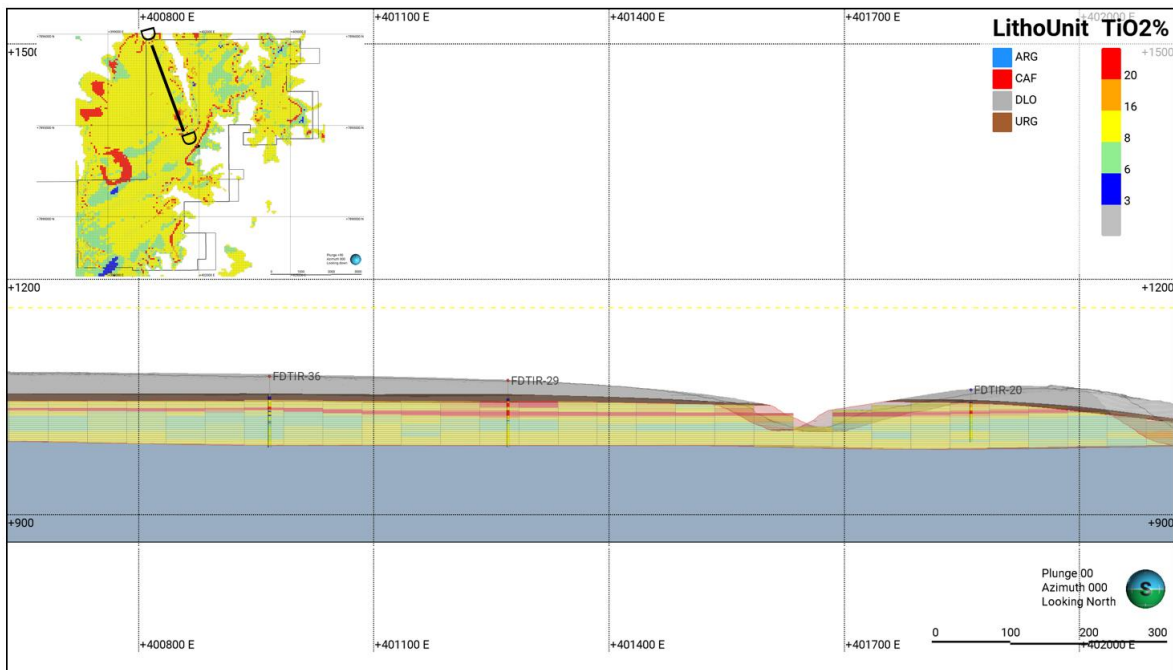 +400800 E
+401100 E
+401400 E
+401700 E
+402000 E
LithoUnit
TiO2%
ARG
CAF
DLO
URG
20
16
8
6
3
+1500
+1500
D
D
Looking down
+1200
+1200
FDTIR-36
FDTIR-29
FDTIR-20
+900
+900
Plunge 00
Azimuth 000
Looking North
S
0
100
200
300
+400800 E
+401100 E
+401400 E
+401700 E
+402000 E